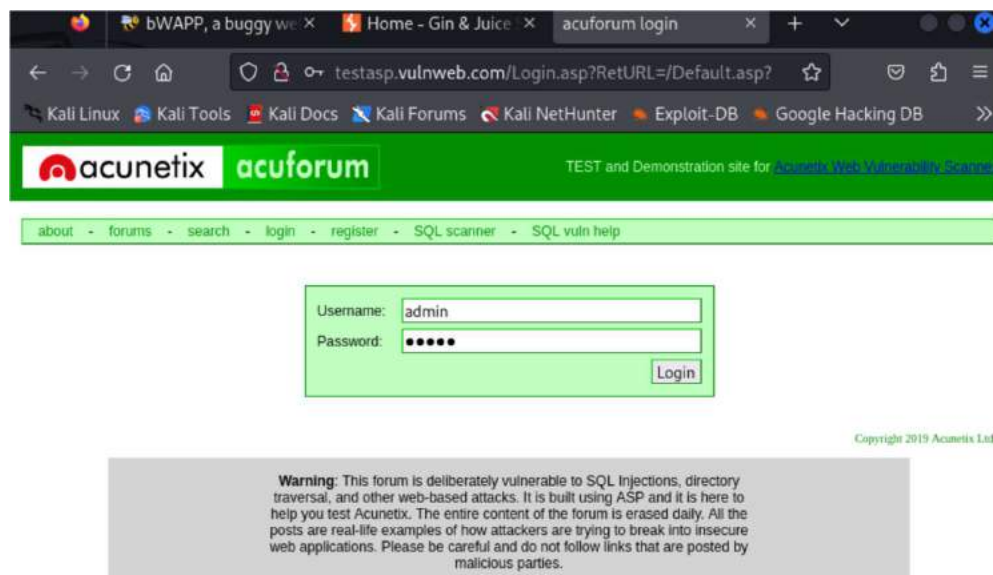 bWAPP, a buggy we
Home - Gin & Juice
acuforum login
testasp.vulnweb.com/Login.asp?RetURL=/Default.asp?
Kali Linux Kali Tools Kali Docs Kali Forums Kali NetHunter Exploit-DB Google Hacking DB
acunetix acuforum
TEST and Demonstration site for Acunetix Web Vulnerability Scanner
about - forums - search - login - register - SQL scanner - SQL vuln help
Username: admin
Password: •••••
Login
Copyright 2019 Acunetix Ltd
Warning: This forum is deliberately vulnerable to SQL Injections, directory
traversal, and other web-based attacks. It is built using ASP and it is here to
help you test Acunetix. The entire content of the forum is erased daily. All the
posts are real-life examples of how attackers are trying to break into insecure
web applications. Please be careful and do not follow links that are posted by
malicious parties.